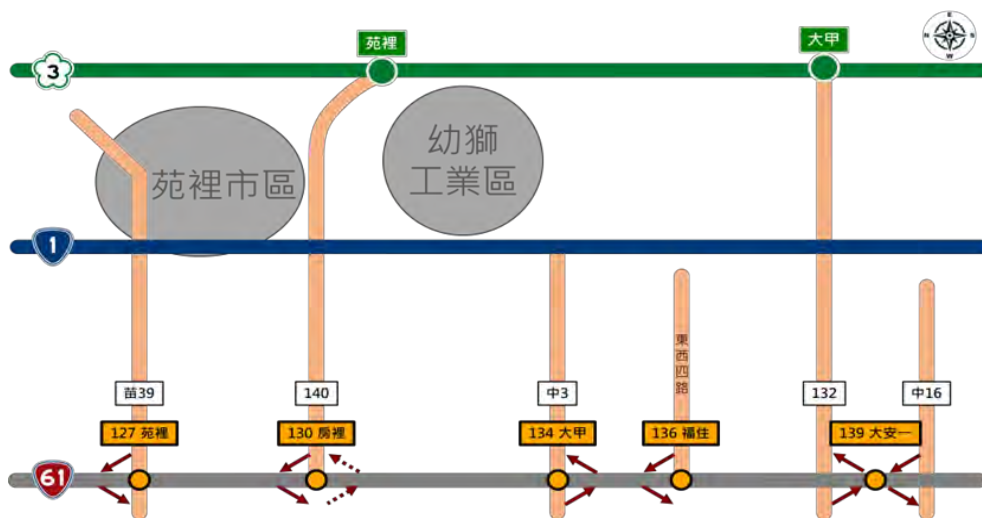 苑裡
大甲
E
N
S
W
3
幼獅
工業區
苑裡市區
1
東西四路
苗39
140
中3
132
中16
127 苑裡
130 房裡
134 大甲
136 福住
139 大安一
61